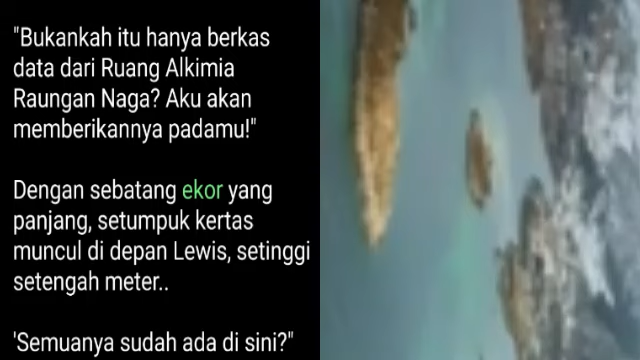 "Bukankah itu hanya berkas
data dari Ruang Alkimia
Raungan Naga? Aku akan
memberikannya padamu!"
Dengan sebatang ekor yang
panjang, setumpuk kertas
muncul di depan Lewis, setinggi
setengah meter..
'Semuanya sudah ada di sini?"